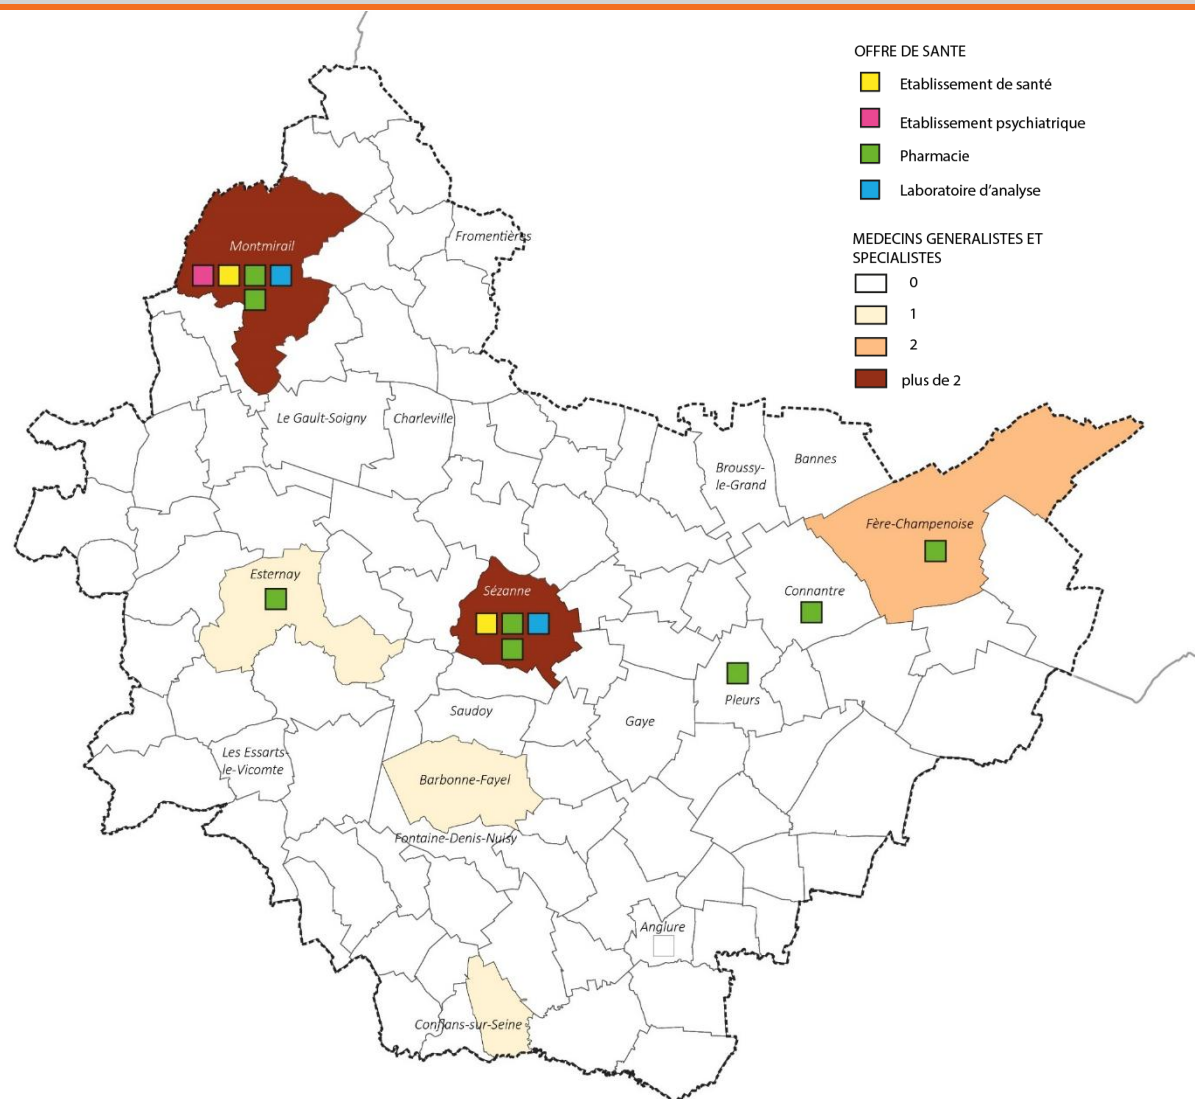 OFFRE DE SANTE
Etablissement de santé
Etablissement psychiatrique
Pharmacie
Laboratoire d'analyse
MEDECINS GENERALISTES ET
SPECIALISTES
0
1
2
plus de 2
Fromentières
Montmirail
Le Gault-Soigny
Charleville
Broussy-
le-Grand
Bannes
Fère-Champenoise
Esternay
Sézanne
Connantre
Pleurs
Saudoy
Gaye
Les Essarts-
le-Vicomte
Barbonne-Fayel
Fontaine-Denis-Nuisy
Anglure
Conflans-sur-Seine